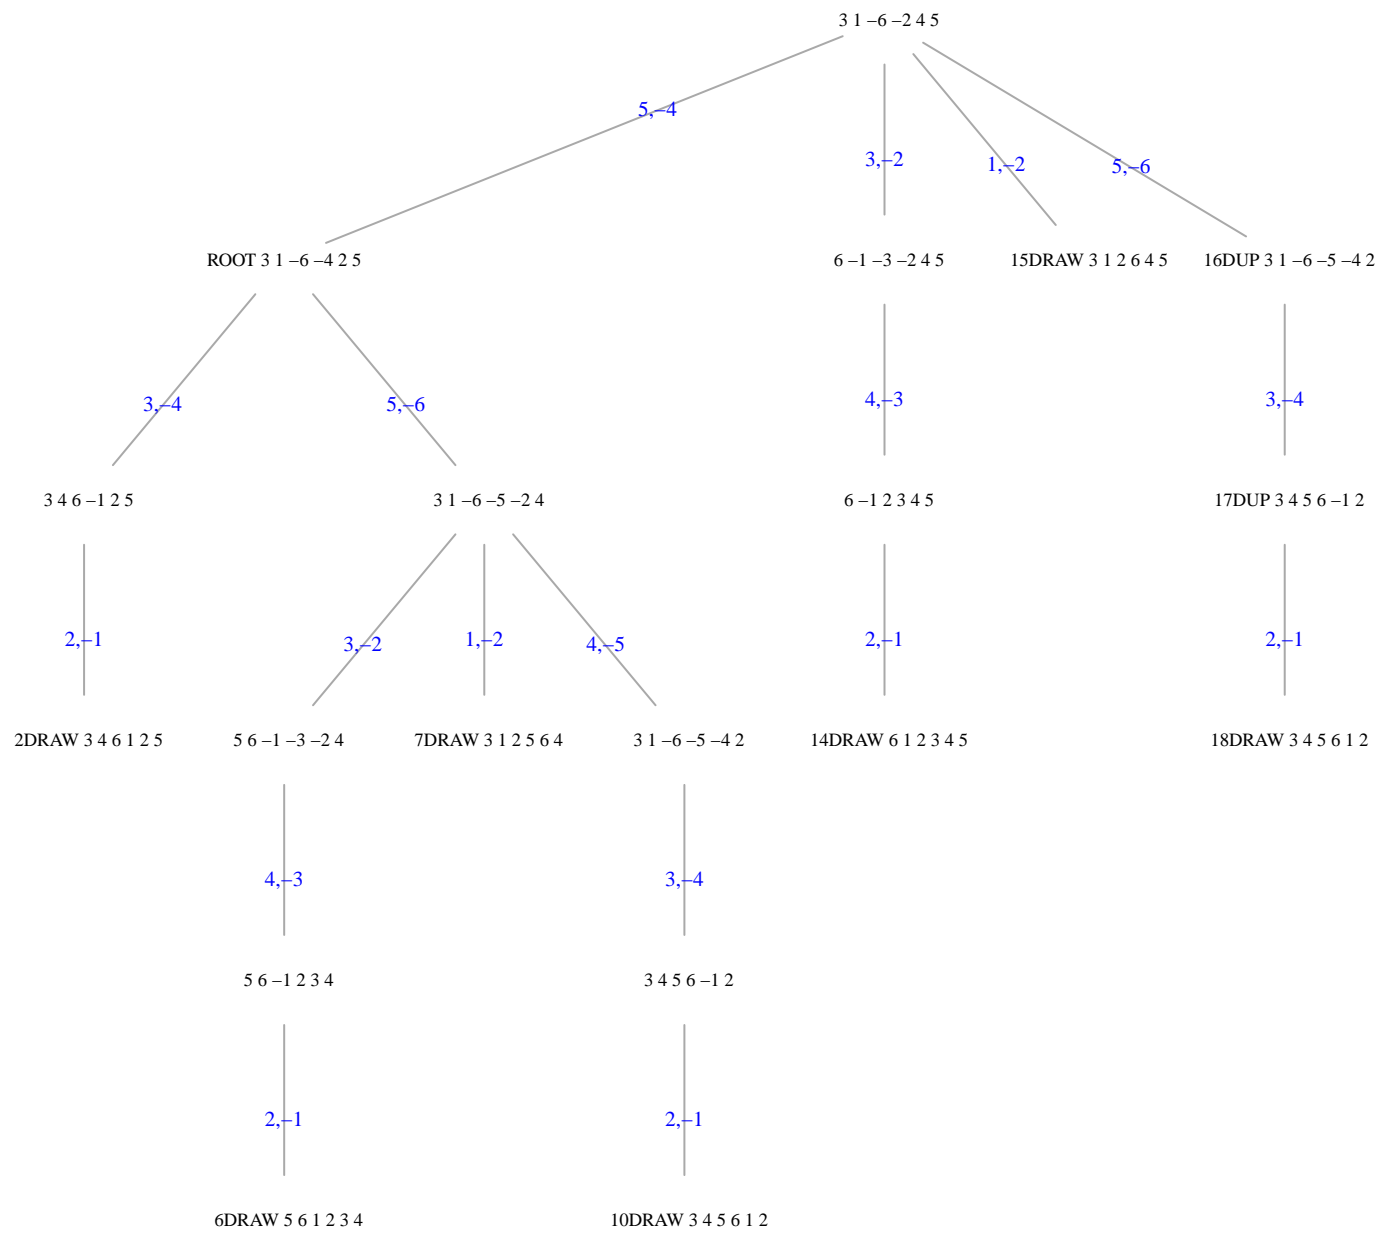 3 1 –6 –2 4 5
5,–4
3,–2
1,–2
5,–6
ROOT 3 1 –6 –4 2 5
6 –1 –3 –2 4 5
15DRAW 3 1 2 6 4 5
16DUP 3 1 –6 –5 –4 2
3,–4
5,–6
4,–3
3,–4
3 4 6 –1 2 5
3 1 –6 –5 –2 4
6 –1 2 3 4 5
17DUP 3 4 5 6 –1 2
2,–1
3,–2
1,–2
4,–5
2,–1
2,–1
2DRAW 3 4 6 1 2 5
5 6 –1 –3 –2 4
7DRAW 3 1 2 5 6 4
3 1 –6 –5 –4 2
14DRAW 6 1 2 3 4 5
18DRAW 3 4 5 6 1 2
4,–3
3,–4
5 6 –1 2 3 4
3 4 5 6 –1 2
2,–1
2,–1
6DRAW 5 6 1 2 3 4
10DRAW 3 4 5 6 1 2